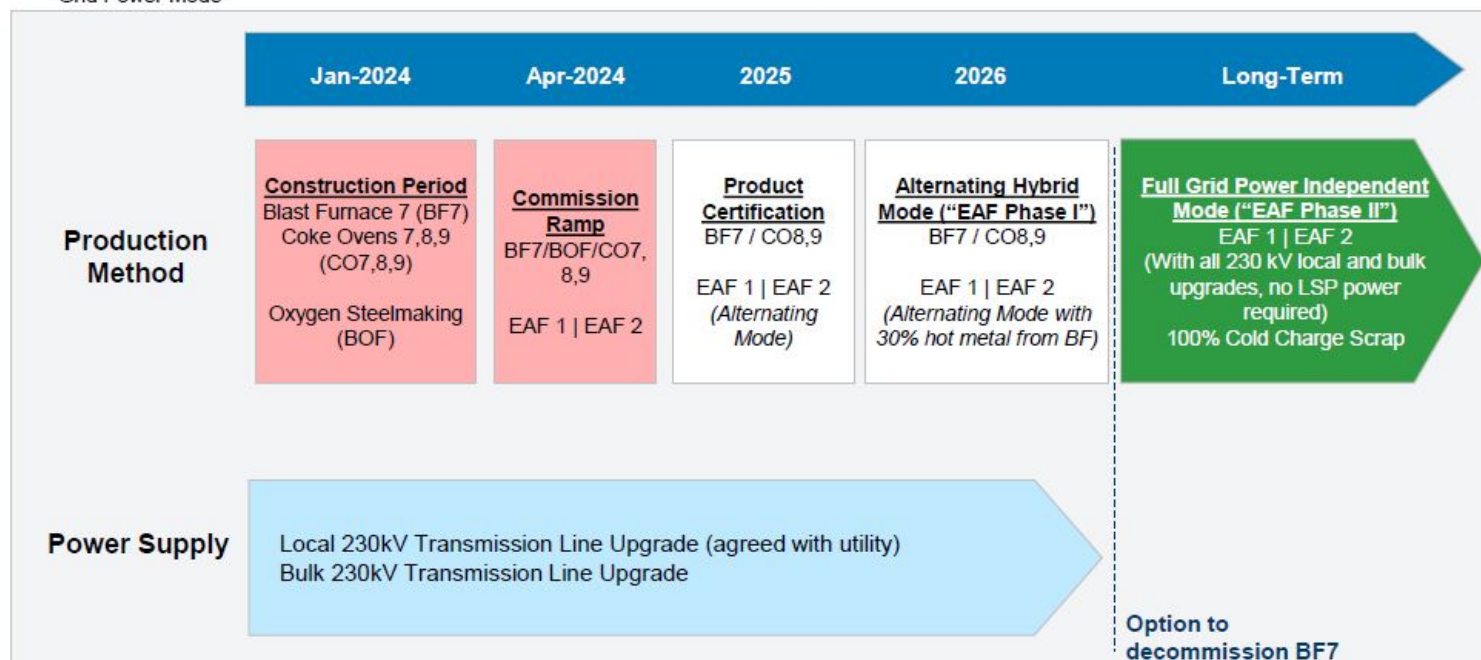 Grid Power Mode
Jan-2024
Apr-2024
2025
2026
Long-Term
Production
Method
Construction Period
Blast Furnace 7 (BF7)
Coke Ovens 7,8,9
(CO7,8,9)
Oxygen Steelmaking
(BOF)
Commission
Ramp
BF7/BOF/CO7,
8,9
EAF 1 | EAF 2
Product
Certification
BF7 / CO8,9
EAF 1 | EAF 2
(Alternating
Mode)
Alternating Hybrid
Mode (“EAF Phase I”)
BF7 / CO8,9
EAF 1 | EAF 2
(Alternating Mode with
30% hot metal from BF)
Full Grid Power Independent
Mode (“EAF Phase II”)
EAF 1 | EAF 2
(With all 230 kV local and bulk
upgrades, no LSP power
required)
100% Cold Charge Scrap
Power Supply
Local 230kV Transmission Line Upgrade (agreed with utility)
Bulk 230kV Transmission Line Upgrade
Option to
decommission BF7